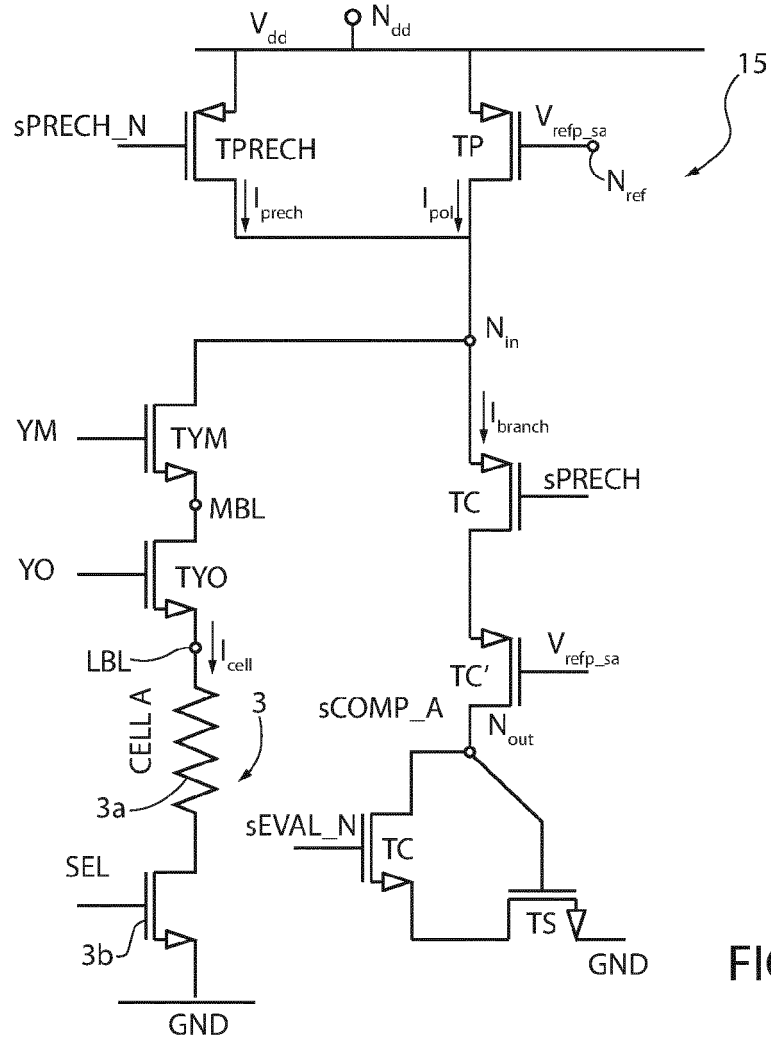 V_dd
N_dd
15
sPRECH_N
TPRECH
TP
V_refp_sa
N_ref
I_prech
I_pol
N_in
I_branch
YM
TYM
sPRECH
TC
MBL
YO
TYO
LBL
I_cell
TC'
V_refp_sa
CELL A
3
sCOMP_A
N_out
3a
sEVAL_N
TC
SEL
TS
3b
GND
FIG
GND